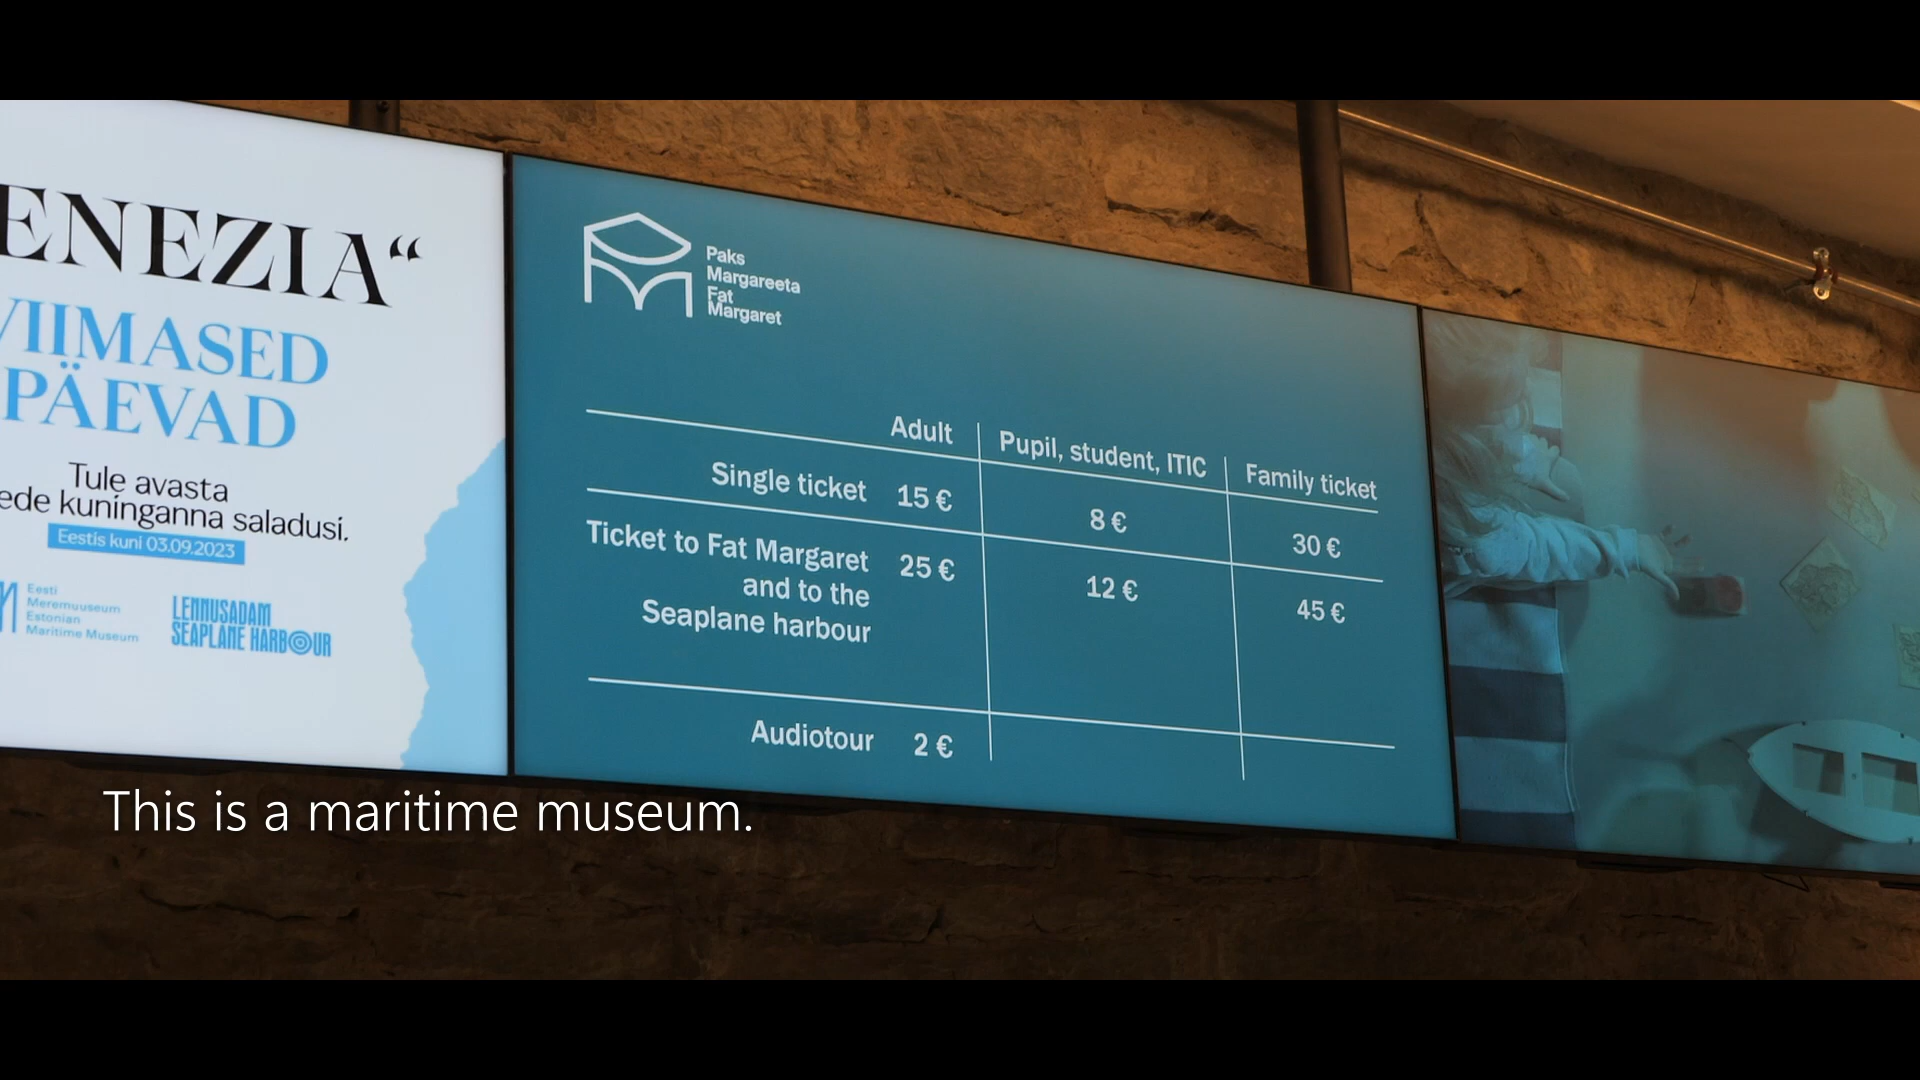 ENEZIA“
VIIMASED
PÄEVAD
Tule avasta
ede kuninganna saladusi.
Eestis kuni 03.09.2023
Eesti
Meremuuseum
Estonian
Maritime Museum
LENNUSADAM
SEAPLANE HARBOUR
Paks
Margareeta
Fat
Margaret
Adult
Pupil, student, ITIC
Family ticket
Single ticket 15 € 8 € 30 €
Ticket to Fat Margaret 25 € 12 € 45 €
and to the
Seaplane harbour
Audiotour 2 €
This is a maritime museum.